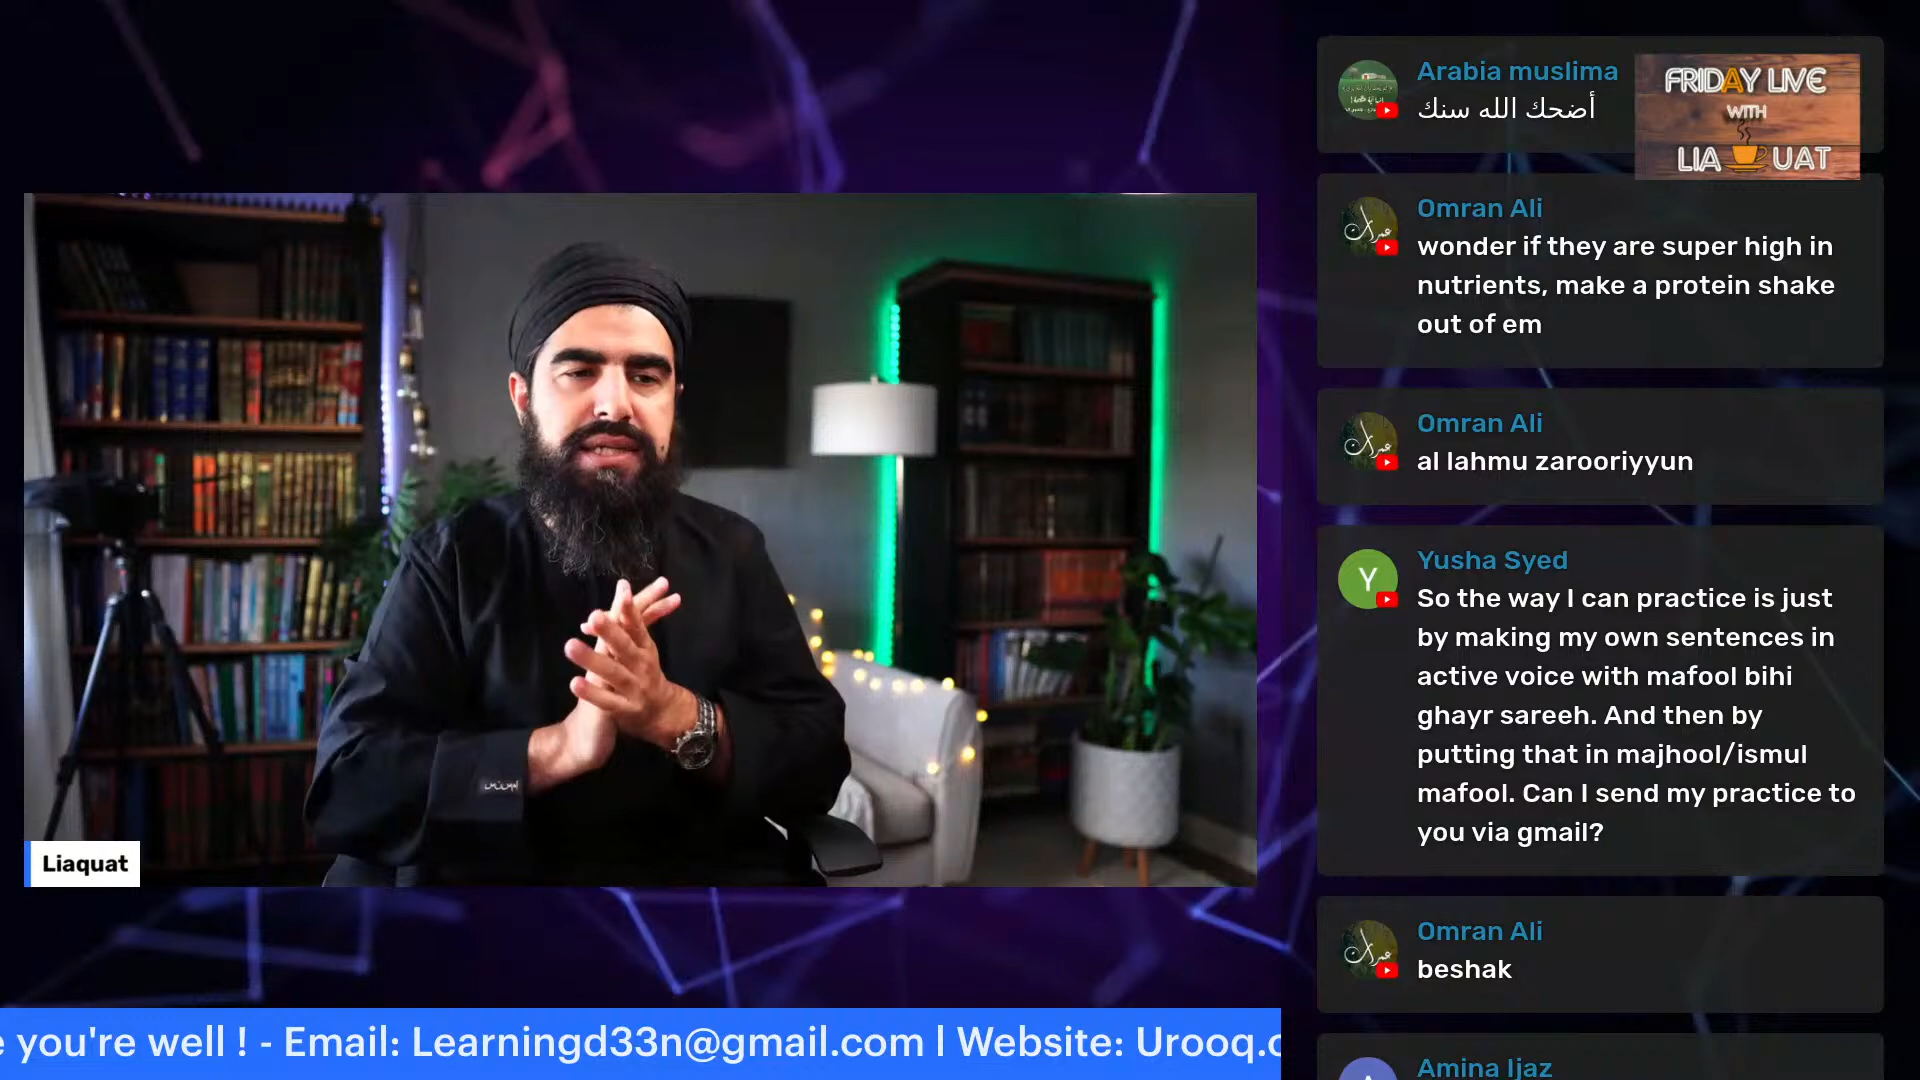 Arabia muslima
أضحك الله سنك
FRIDAY LIVE
WITH
LIA UAT
Omran Ali
wonder if they are super high in
nutrients, make a protein shake
out of em
Omran Ali
al lahmu zarooriyyun
Yusha Syed
Y
So the way I can practice is just
by making my own sentences in
active voice with mafool bihi
ghayr sareeh. And then by
putting that in majhool/ismul
mafool. Can I send my practice to
you via gmail?
Omran Ali
beshak
Amina Ijaz
Liaquat
you're well ! - Email: Learningd33n@gmail.com | Website: Urooq.c